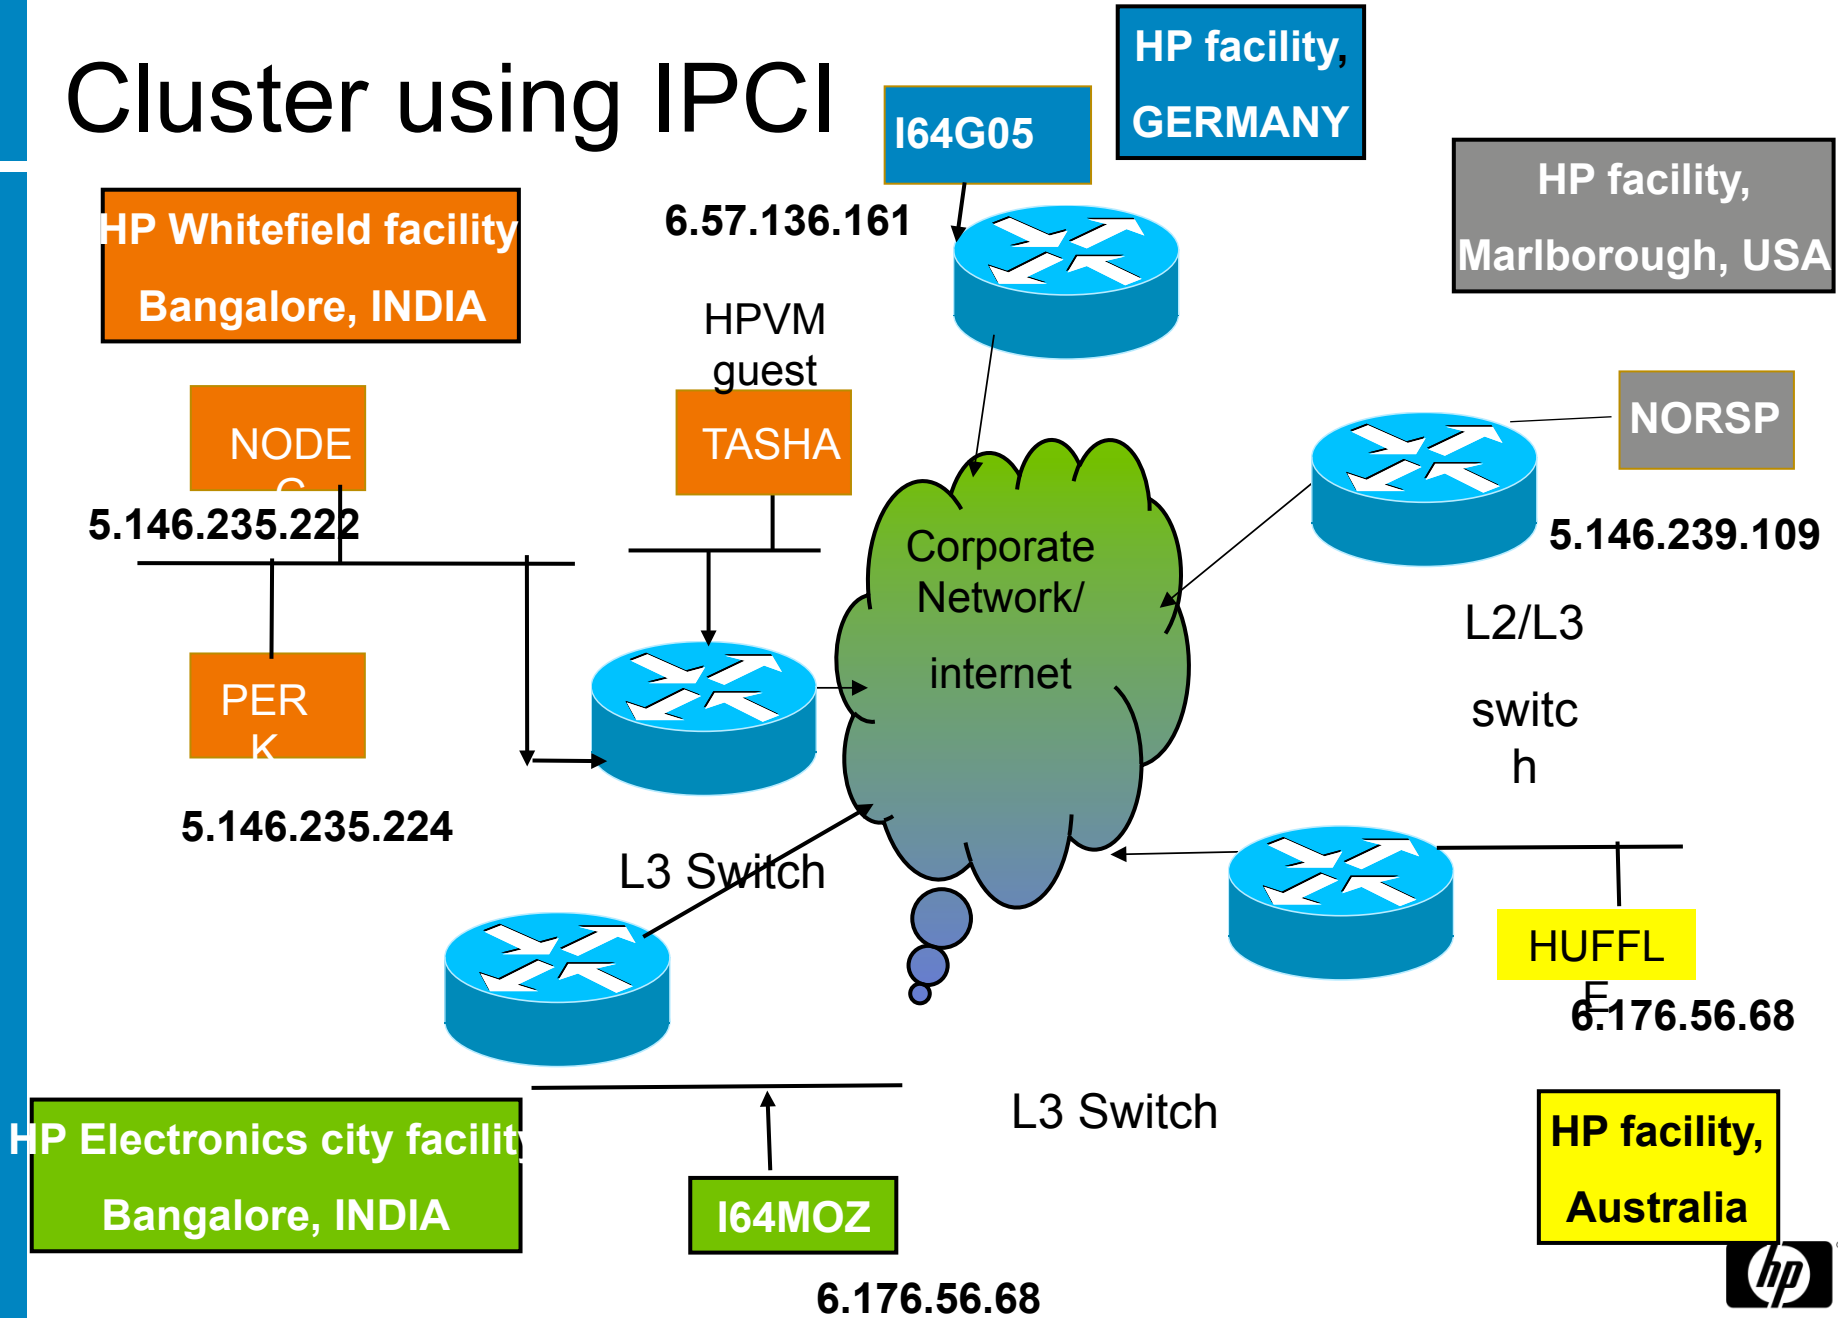 Cluster using IPCI
HP facility,
GERMANY
I64G05
6.57.136.161
HP facility,
Marlborough, USA
HP Whitefield facility
Bangalore, INDIA
HPVM
guest
NODE
G
TASHA
NORSP
5.146.235.222
5.146.239.109
Corporate
Network/
internet
L2/L3
switc
h
PER
K
5.146.235.224
L3 Switch
HUFFL
E
6.176.56.68
HP Electronics city facility
Bangalore, INDIA
L3 Switch
I64MOZ
6.176.56.68
HP facility,
Australia
hp